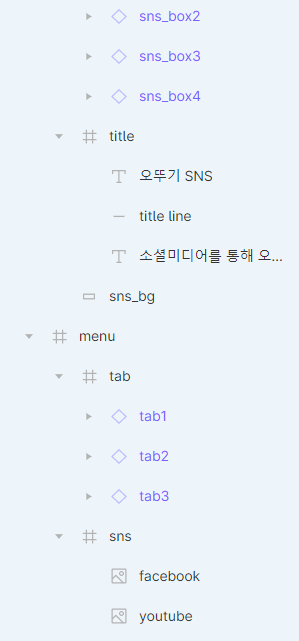 sns_box2
sns_box3
sns_box4
title
오뚜기 SNS
title line
소셜미디어를 통해 오...
sns_bg
menu
tab
tab1
tab2
tab3
sns
facebook
youtube